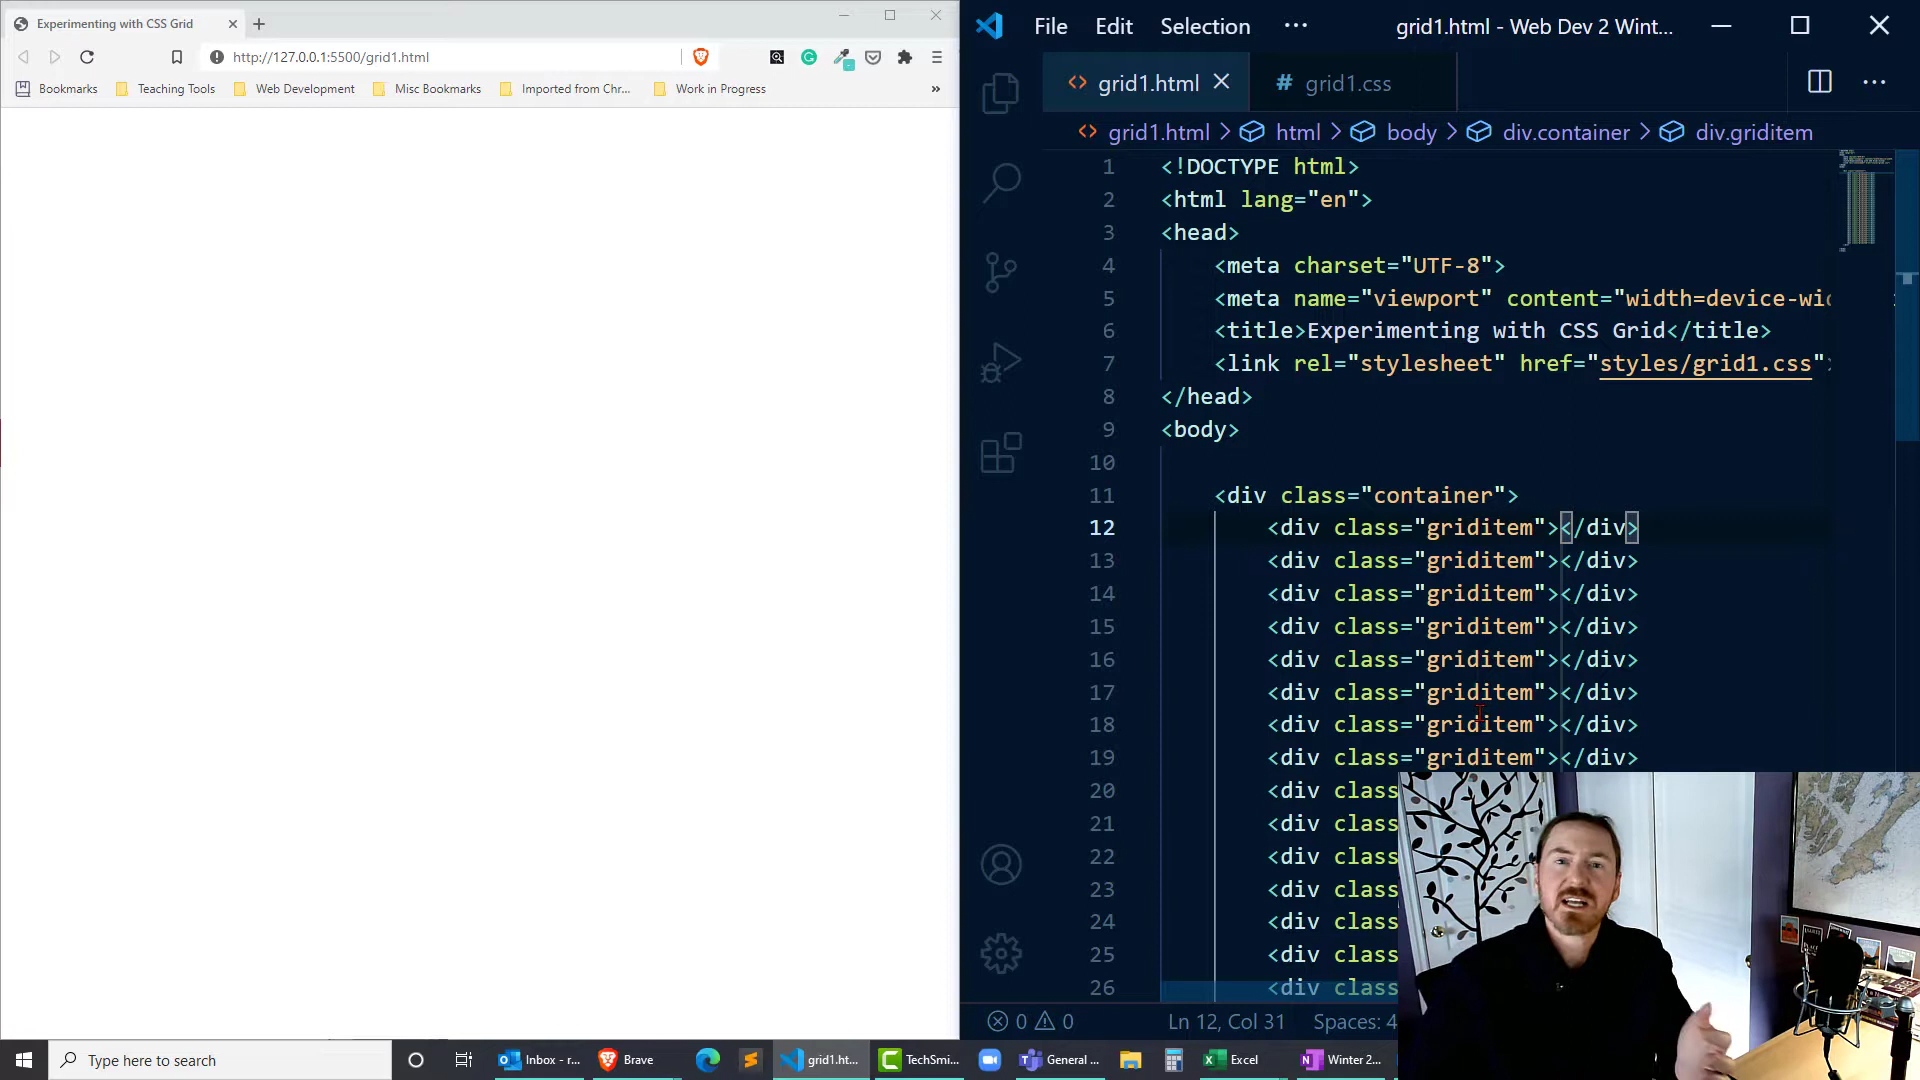 Experimenting with CSS Grid
http://127.0.0.1:5500/grid1.html
Bookmarks
Teaching Tools
Web Development
Misc Bookmarks
Imported from Chr...
Work in Progress
»
File Edit Selection ···
grid1.html - Web Dev 2 Wint...
<> grid1.html
# grid1.css
<> grid1.html > html > body > div.container > div.griditem
1 <!DOCTYPE html>
2 <html lang="en">
3 <head>
4 <meta charset="UTF-8">
5 <meta name="viewport" content="width=device-wid
6 <title>Experimenting with CSS Grid</title>
7 <link rel="stylesheet" href="styles/grid1.css">
8 </head>
9 <body>
10
11 <div class="container">
12 <div class="griditem"></div>
13 <div class="griditem"></div>
14 <div class="griditem"></div>
15 <div class="griditem"></div>
16 <div class="griditem"></div>
17 <div class="griditem"></div>
18 <div class="griditem"></div>
19 <div class="griditem"></div>
20 <div class
21 <div class
22 <div class
23 <div class
24 <div class
25 <div class
26 <div class
0 0
Ln 12, Col 31
Spaces: 4
Type here to search
Inbox - r...
Brave
grid1.ht...
TechSmi...
General ...
Excel
Winter 2...